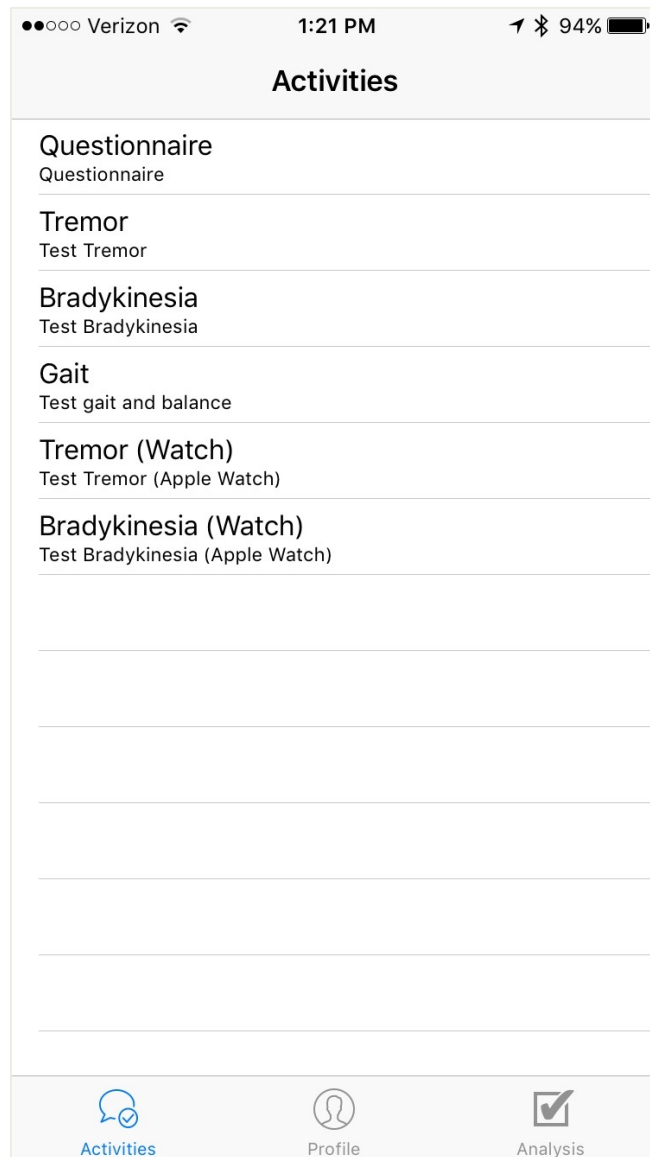 Verizon 1:21 PM 94%
Activities
Questionnaire
Questionnaire
Tremor
Test Tremor
Bradykinesia
Test Bradykinesia
Gait
Test gait and balance
Tremor (Watch)
Test Tremor (Apple Watch)
Bradykinesia (Watch)
Test Bradykinesia (Apple Watch)
Activities Profile Analysis